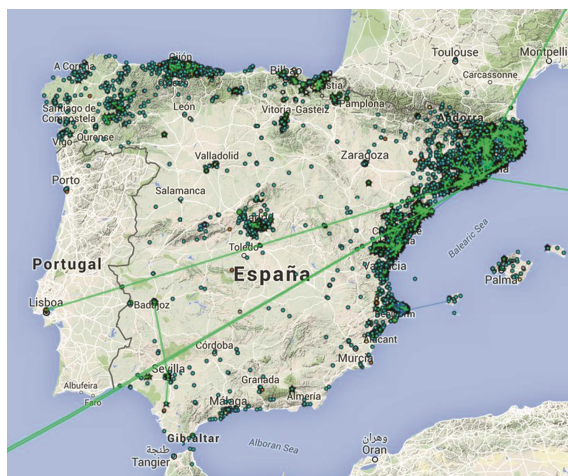 Toulouse
Montpelli
Carcassonne
A Coruña
Gijón
Bilbao
Santiago de
Compostela
León
Vitoria-Gasteiz
Pamplona
Andorra
Vigo
Ourense
Valladolid
Zaragoza
Porto
Salamanca
Toledo
Balearic Sea
Portugal
España
Palma
Lisboa
Badajoz
Alacant
Córdoba
Murcia
Sevilla
Granada
Almería
Albufeira
Faro
Málaga
Gibraltar
Alboran Sea
طنجة
Tangier
وهران
Oran